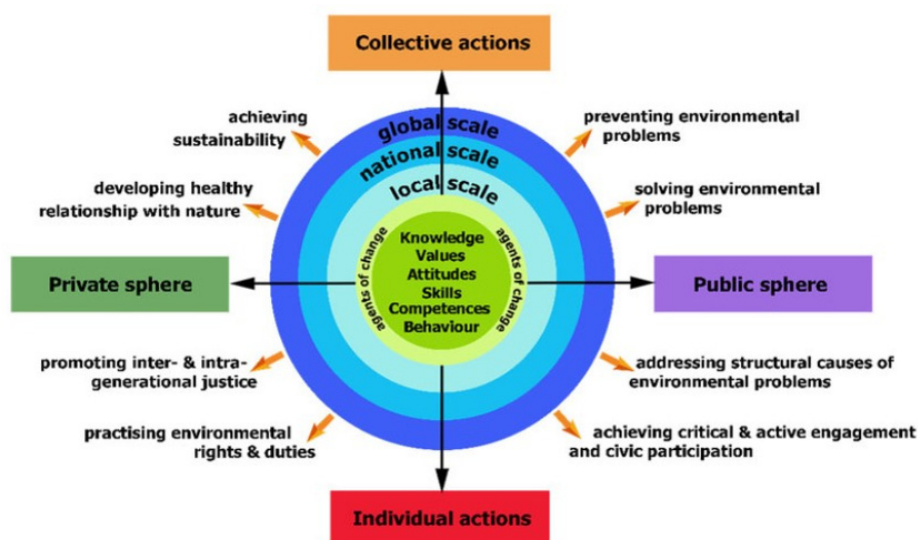 Collective actions
achieving
sustainability
preventing environmental
problems
global scale
national scale
local scale
developing healthy
relationship with nature
solving environmental
problems
agents of change
Knowledge
Values
Attitudes
Skills
Competences
Behaviour
agents of change
Private sphere
Public sphere
promoting inter- & intra-
generational justice
addressing structural causes of
environmental problems
practising environmental
rights & duties
achieving critical & active engagement
and civic participation
Individual actions